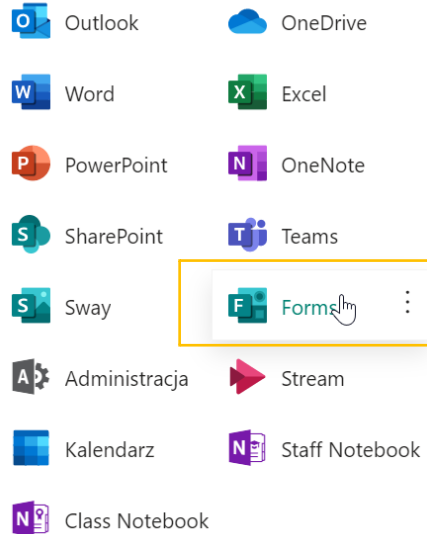 Outlook OneDrive
Word Excel
PowerPoint OneNote
SharePoint Teams
Sway Forms
Administracja Stream
Kalendarz Staff Notebook
Class Notebook